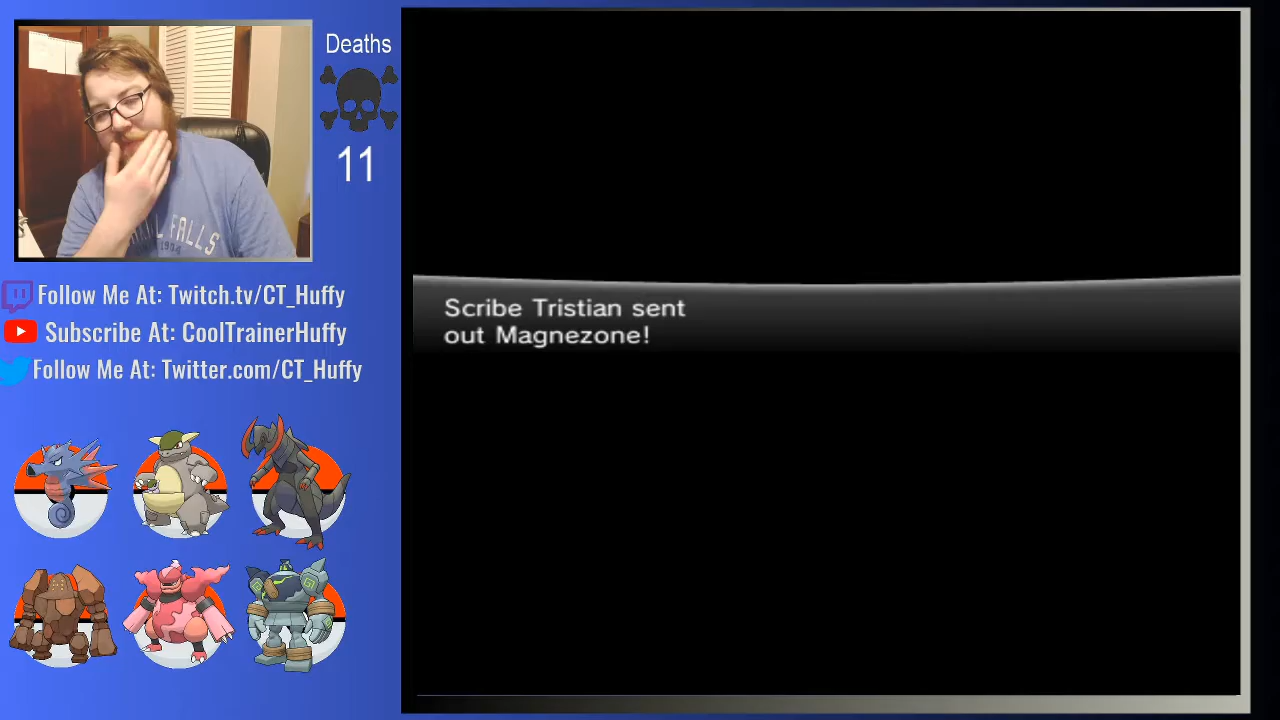 Deaths
11
Follow Me At: Twitch.tv/CT_Huffy
Subscribe At: CoolTrainerHuffy
Follow Me At: Twitter.com/CT_Huffy
Scribe Tristian sent
out Magnezone!
FALLS